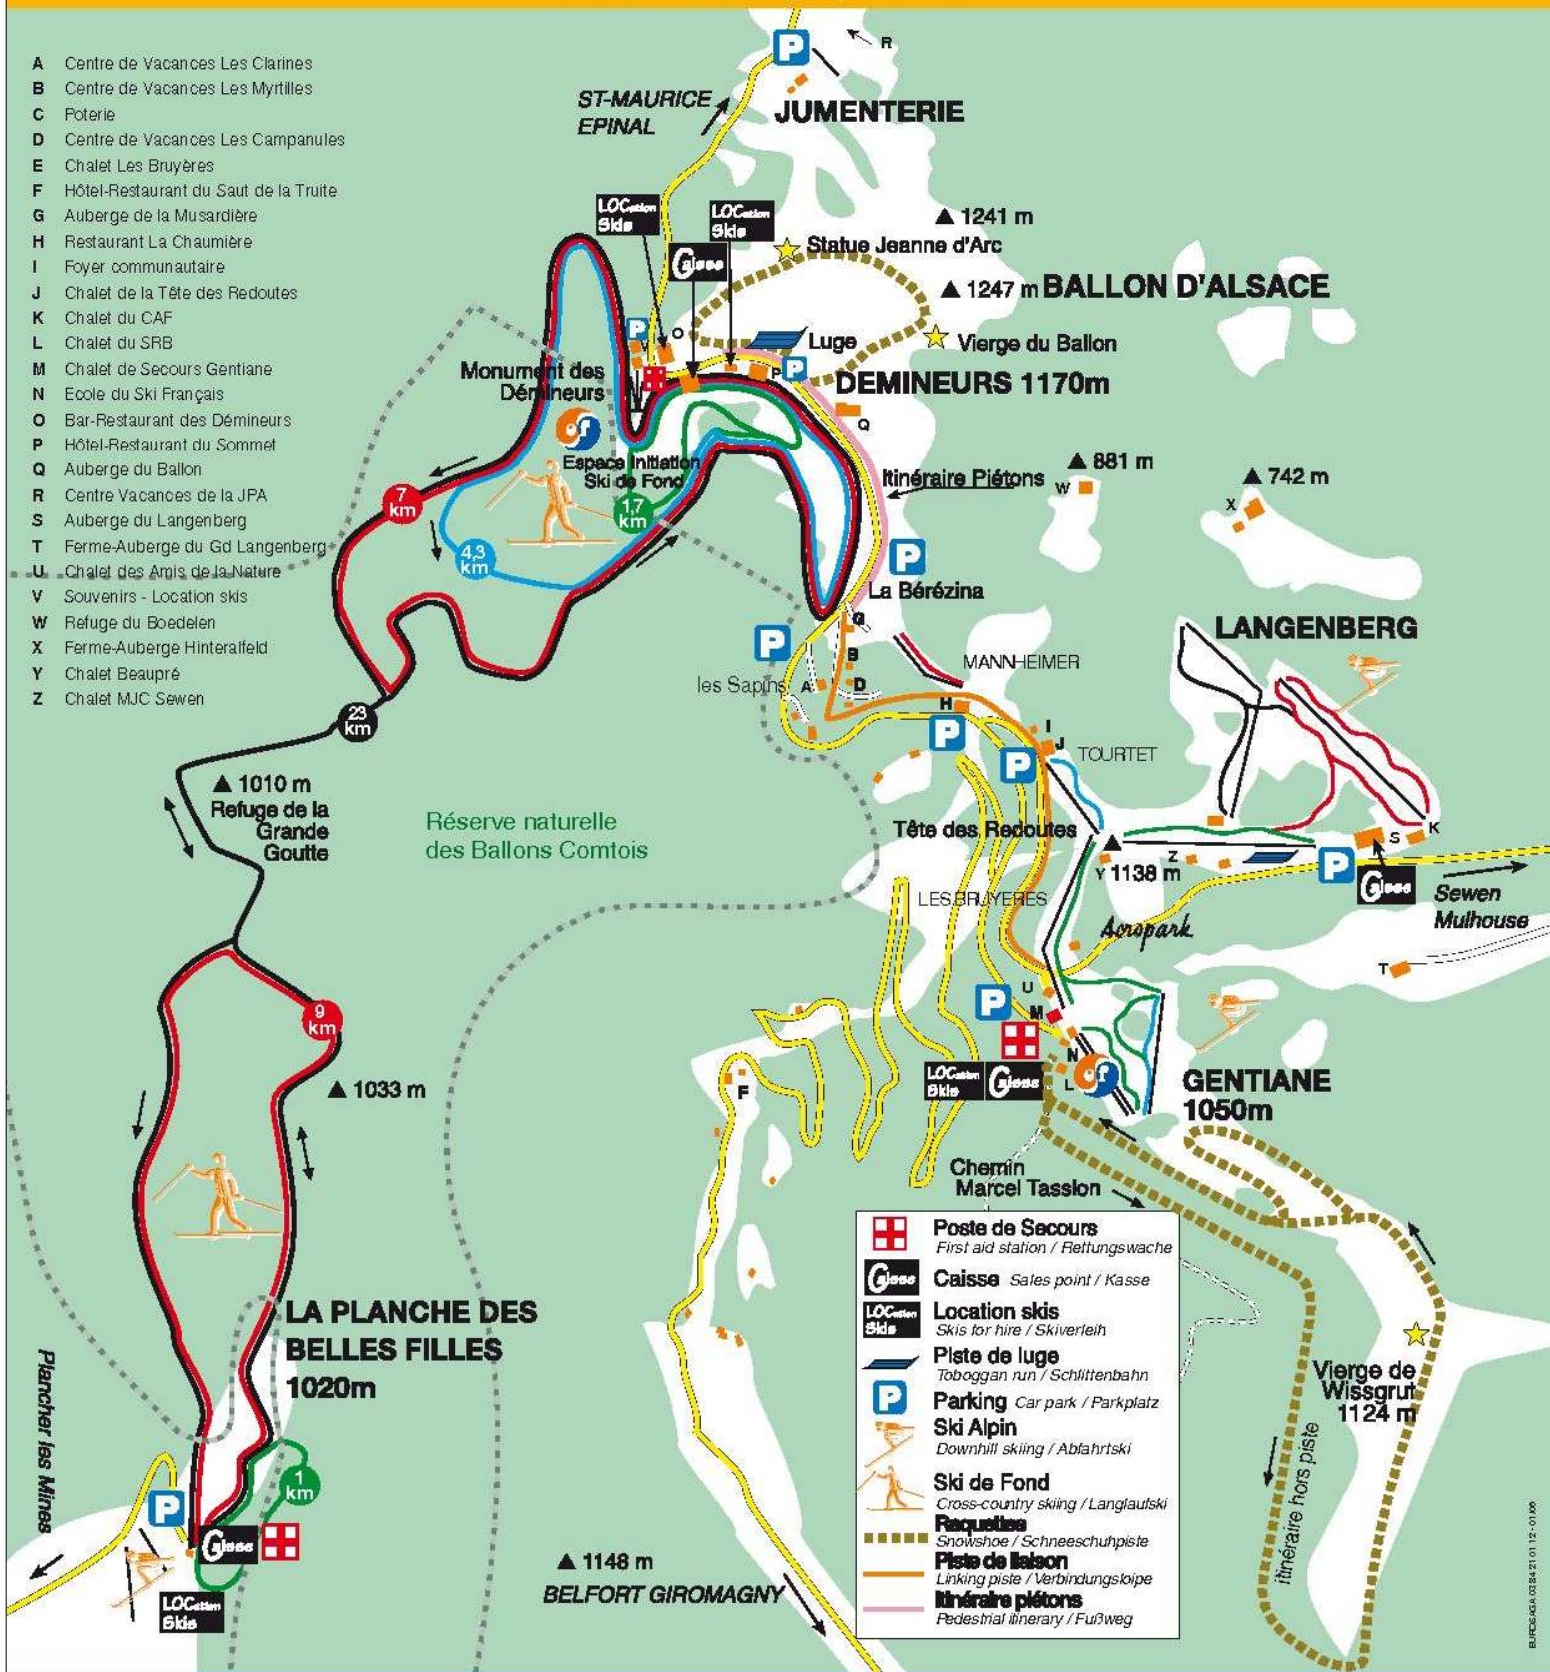 A Centre de Vacances Les Clarines
B Centre de Vacances Les Myrtilles
C Poterie
D Centre de Vacances Les Campanules
E Chalet Les Bruyères
F Hôtel-Restaurant du Saut de la Truite
G Auberge de la Musardière
H Restaurant La Chaumière
I Foyer communautaire
J Chalet de la Tête des Redoutes
K Chalet du CAF
L Chalet du SRB
M Chalet de Secours Gentiane
N Ecole du Ski Français
O Bar-Restaurant des Démineurs
P Hôtel-Restaurant du Sommet
Q Auberge du Ballon
R Centre Vacances de la JPA
S Auberge du Langenberg
T Ferme-Auberge du Gd Langenberg
U Chalet des Amis de la Nature
V Souvenirs - Location skis
W Refuge du Boedelen
X Ferme-Auberge Hinteralfeld
Y Chalet Beaupré
Z Chalet MJC Sewen
P
R
ST-MAURICE
EPINAL
JUMENTERIE
LOCation
Skis
LOCation
Skis
Caisse
▲ 1241 m
Statue Jeanne d'Arc
▲ 1247 m BALLON D'ALSACE
Vierge du Ballon
P
V
O
Luge
P
P
DEMINEURS 1170m
Monument des
Démineurs
Q
Espace Initiation
Ski de Fond
Itinéraire Piétons
▲ 881 m
W
▲ 742 m
X
7
km
1,7
km
4,3
km
P
La Bérézina
G
P
B
les Sapins
A
D
MANNHEIMER
LANGENBERG
H
P
I
J
P
TOURTET
23
km
▲ 1010 m
Refuge de la
Grande
Goutte
Réserve naturelle
des Ballons Comtois
Tête des Redoutes
Y 1138 m
Z
S
K
P
Caisse
Sewen
Mulhouse
LES BRUYERES
Acropark
T
U
P
M
N
L
LOCation
Skis
Caisse
GENTIANE
1050m
9
km
▲ 1033 m
F
Chemin
Marcel Tassion
LA PLANCHE DES
BELLES FILLES
1020m
Plancher les Mines
P
1
km
Caisse
LOCation
Skis
▲ 1148 m
BELFORT GIROMAGNY
Vierge de
Wissgrut
1124 m
itinéraire hors piste
Poste de Secours
First aid station / Rettungswache
Caisse
Caisse Sales point / Kasse
LOCation
Skis
Location skis
Skis for hire / Skiverleih
Piste de luge
Toboggan run / Schlittenbahn
P
Parking Car park / Parkplatz
Ski Alpin
Downhill skiing / Abfahrtski
Ski de Fond
Cross-country skiing / Langlaufski
Raquettes
Snowshoe / Schneeschuhpiste
Piste de liaison
Linking piste / Verbindungsloipe
Itinéraire piétons
Pedestrial itinerary / Fußweg